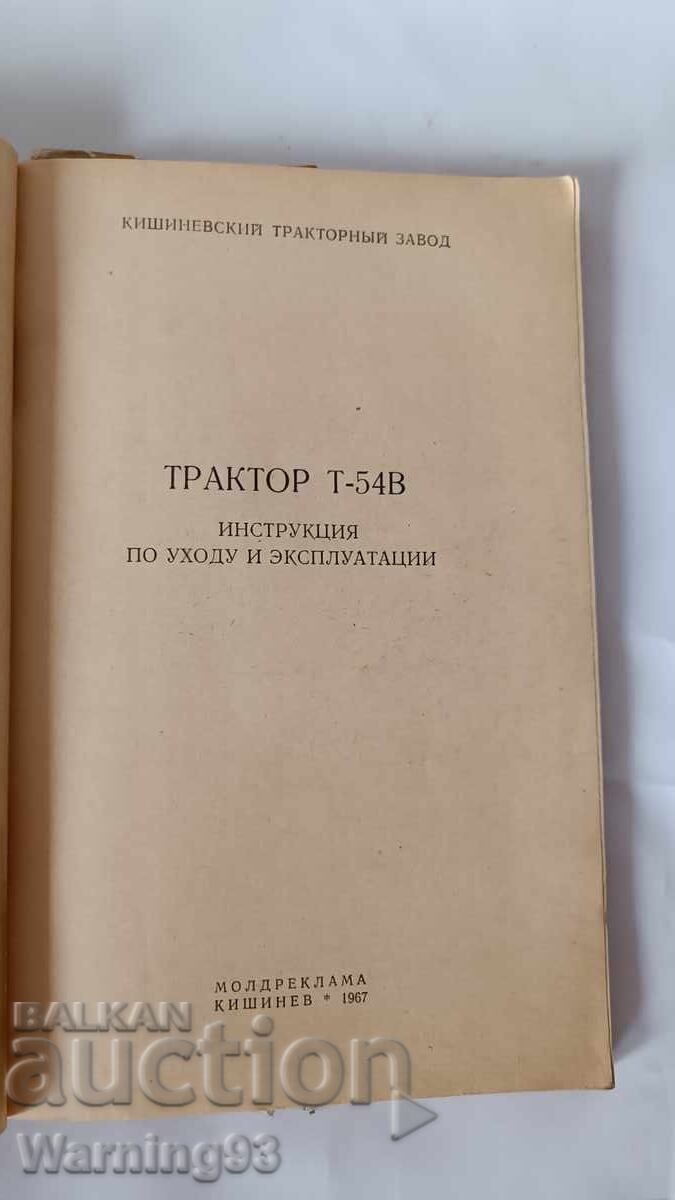 КИШИНЕВСКИЙ ТРАКТОРНЫЙ ЗАВОД
ТРАКТОР Т-54В
ИНСТРУКЦИЯ
ПО УХОДУ И ЭКСПЛУАТАЦИИ
МОЛДРЕКЛАМА
КИШИНЕВ * 1967
BALKAN
auction
Warning93